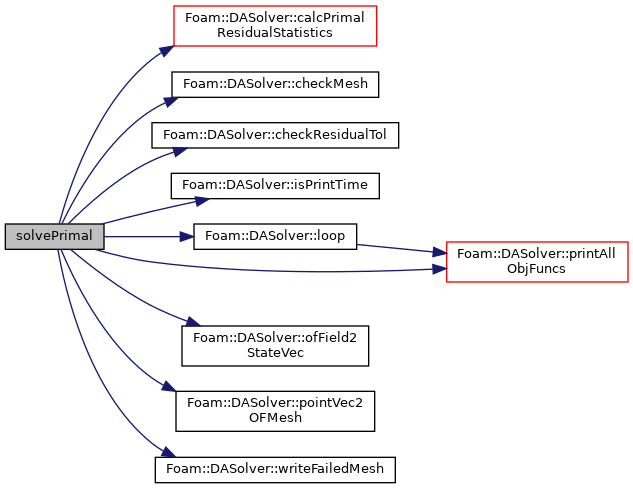 Foam::DASolver::calcPrimal
ResidualStatistics
Foam::DASolver::checkMesh
Foam::DASolver::checkResidualTol
Foam::DASolver::isPrintTime
solvePrimal
Foam::DASolver::loop
Foam::DASolver::printAll
ObjFuncs
Foam::DASolver::ofField2
StateVec
Foam::DASolver::pointVec2
OFMesh
Foam::DASolver::writeFailedMesh